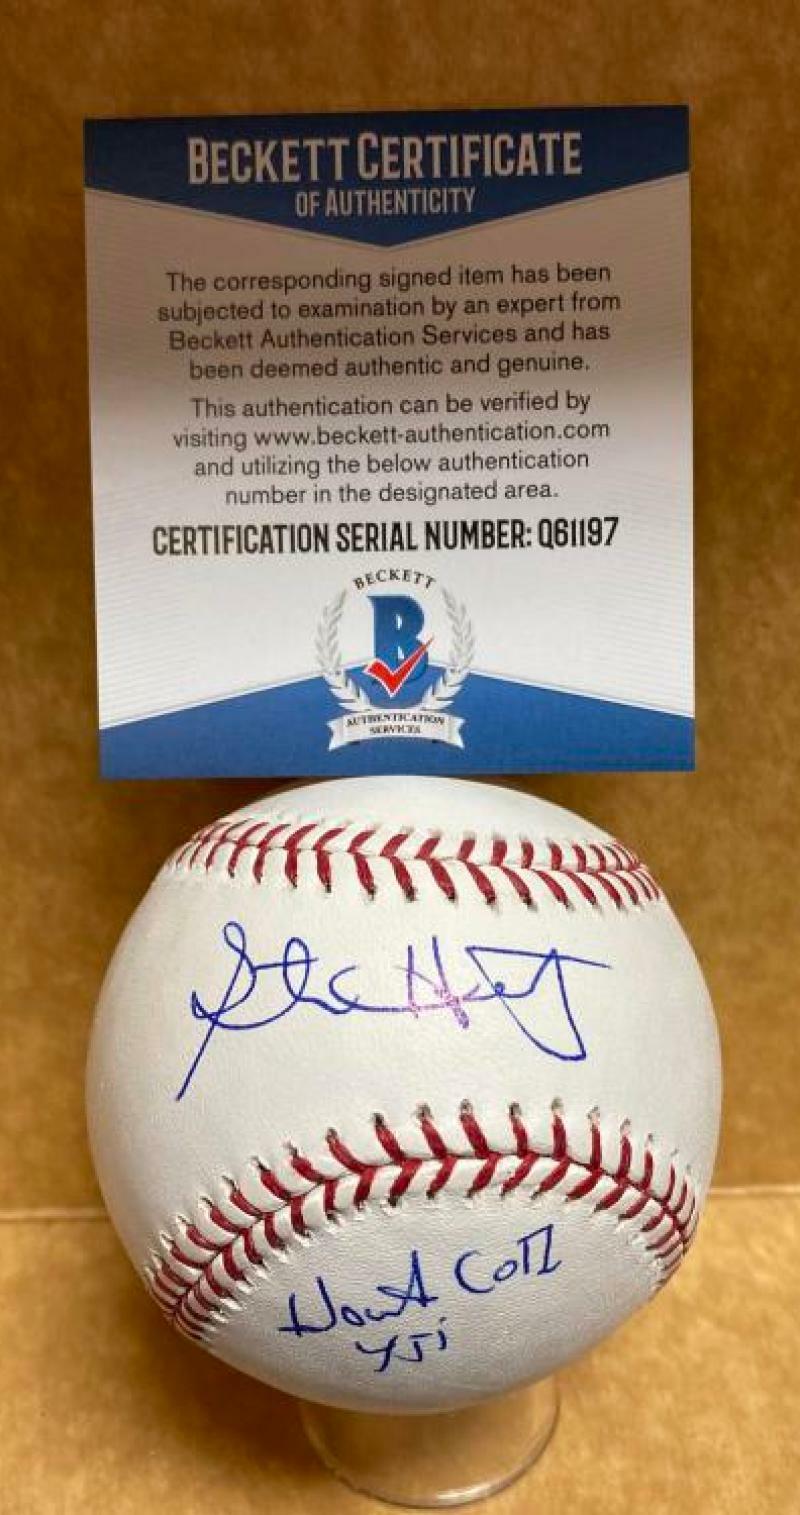 BECKETT CERTIFICATE
OF AUTHENTICITY
The corresponding signed item has been
subjected to examination by an expert from
Beckett Authentication Services and has
been deemed authentic and genuine.
This authentication can be verified by
visiting www.beckett-authentication.com
and utilizing the below authentication
number in the designated area.
CERTIFICATION SERIAL NUMBER: Q61197
BECKETT
B
AUTHENTICATION
SERVICES